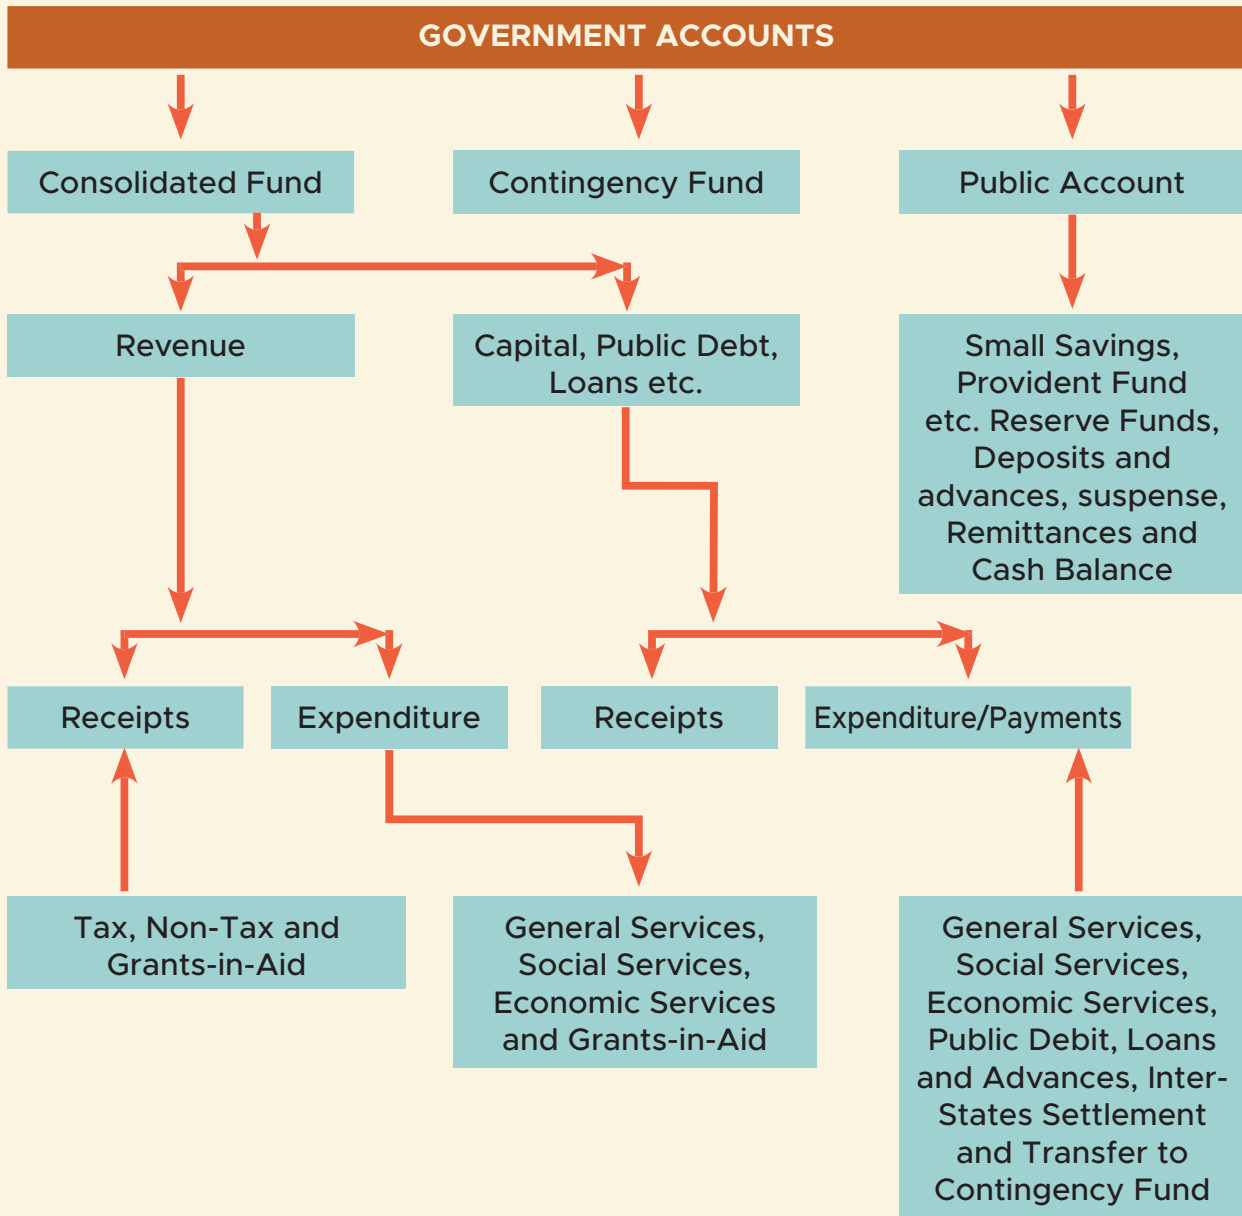 GOVERNMENT ACCOUNTS
Consolidated Fund
Contingency Fund
Public Account
Revenue
Capital, Public Debt,
Loans etc.
Small Savings,
Provident Fund
etc. Reserve Funds,
Deposits and
advances, suspense,
Remittances and
Cash Balance
Receipts
Expenditure
Receipts
Expenditure/Payments
Tax, Non-Tax and
Grants-in-Aid
General Services,
Social Services,
Economic Services
and Grants-in-Aid
General Services,
Social Services,
Economic Services,
Public Debit, Loans
and Advances, Inter-
States Settlement
and Transfer to
Contingency Fund